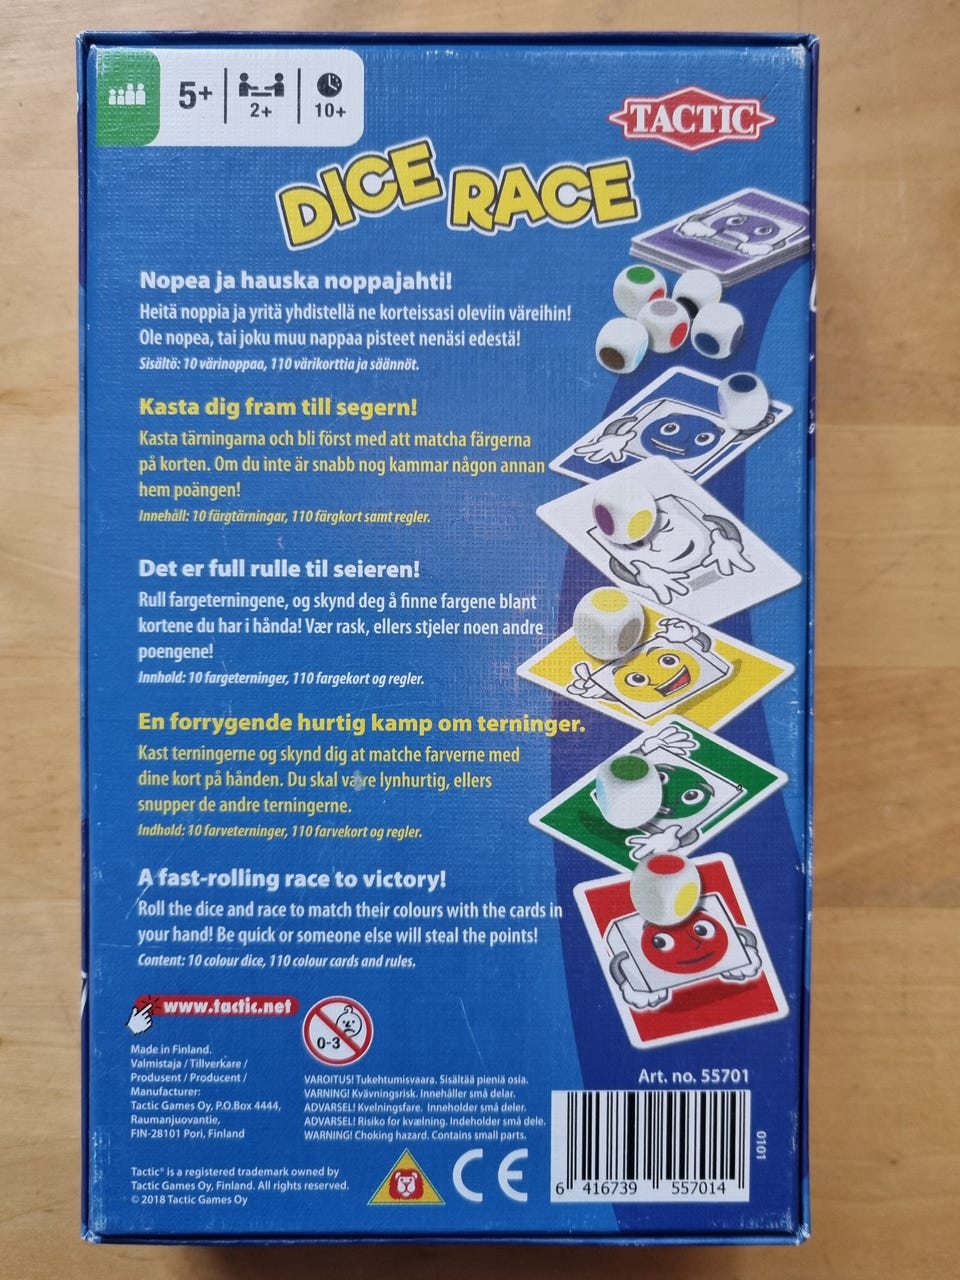 5+
2+
10+
TACTIC
DICE RACE
Nopea ja hauska noppajahti!
Heitä noppia ja yritä yhdistellä ne korteissasi oleviin väreihin!
Ole nopea, tai joku muu nappaa pisteet nenäsi edestä!
Sisältö: 10 värinoppaa, 110 värikorttia ja säännöt.
Kasta dig fram till segern!
Kasta tärningarna och bli först med att matcha färgerna
på korten. Om du inte är snabb nog kammar någon annan
hem poängen!
Innehåll: 10 färgtärningar, 110 färgkort samt regler.
Det er full rulle til seieren!
Rull fargeterningene, og skynd deg å finne fargene blant
kortene du har i hånda! Vær rask, ellers stjeler noen andre
poengene!
Innhold: 10 fargeterninger, 110 fargekort og regler.
En forrygende hurtig kamp om terninger.
Kast terningerne og skynd dig at matche farverne med
dine kort på hånden. Du skal være lynhurtig, ellers
snupper de andre terningerne.
Indhold: 10 farveterninger, 110 farvekort og regler.
A fast-rolling race to victory!
Roll the dice and race to match their colours with the cards in
your hand! Be quick or someone else will steal the points!
Content: 10 colour dice, 110 colour cards and rules.
www.tactic.net
0-3
Made in Finland.
Valmistaja / Tillverkare /
Produsent / Producent /
Manufacturer:
Tactic Games Oy, P.O.Box 4444,
Raumanjuovantie,
FIN-28101 Pori, Finland
VAROITUS! Tukehtumisvaara. Sisältää pieniä osia.
VARNING! Kvävningsrisk. Innehåller små delar.
ADVARSEL! Kvelningsfare. Inneholder små deler.
ADVARSEL! Risiko for kvælning. Indeholder små dele.
WARNING! Choking hazard. Contains small parts.
Tactic® is a registered trademark owned by
Tactic Games Oy, Finland. All rights reserved.
© 2018 Tactic Games Oy
CE
Art. no. 55701
0101
6 416739 557014